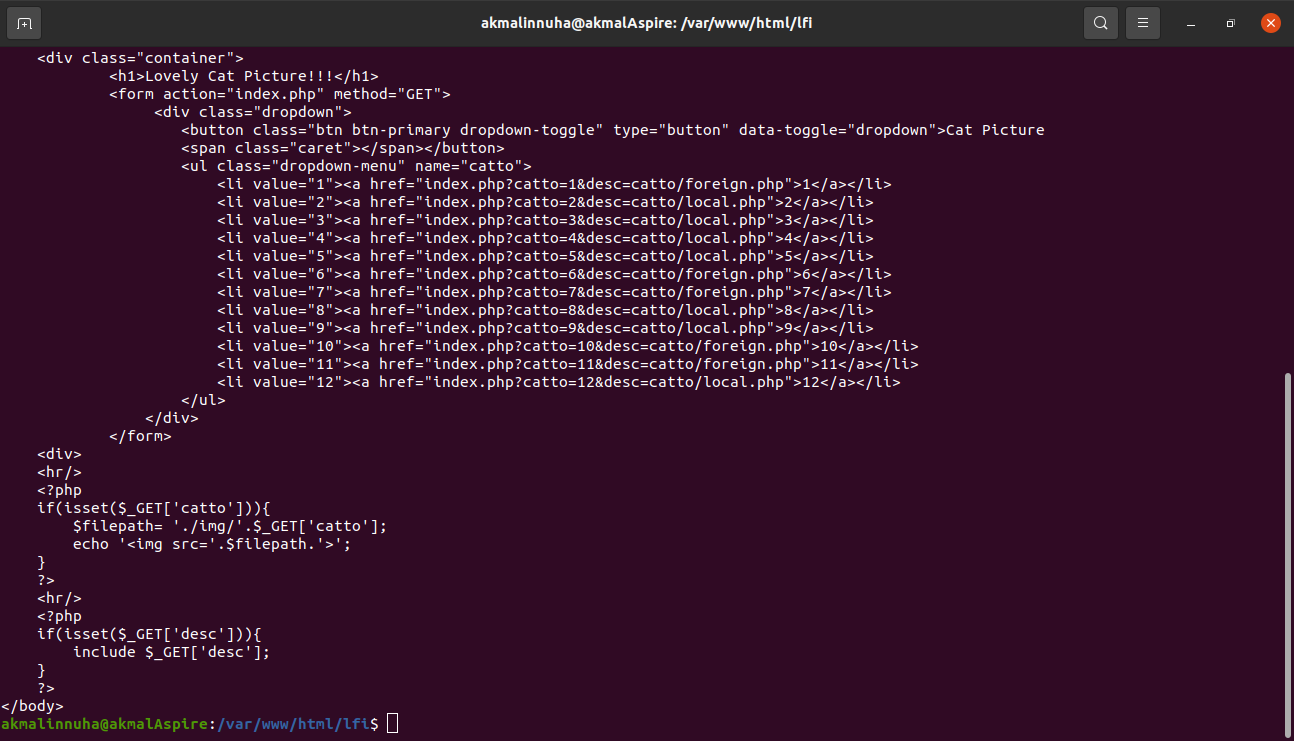 akmalinnuha@akmalAspire: /var/www/html/lfi
<div class="container">
<h1>Lovely Cat Picture!!!</h1>
<form action="index.php" method="GET">
<div class="dropdown">
<button class="btn btn-primary dropdown-toggle" type="button" data-toggle="dropdown">Cat Picture
<span class="caret"></span></button>
<ul class="dropdown-menu" name="catto">
<li value="1"><a href="index.php?catto=1&desc=catto/foreign.php">1</a></li>
<li value="2"><a href="index.php?catto=2&desc=catto/local.php">2</a></li>
<li value="3"><a href="index.php?catto=3&desc=catto/local.php">3</a></li>
<li value="4"><a href="index.php?catto=4&desc=catto/local.php">4</a></li>
<li value="5"><a href="index.php?catto=5&desc=catto/local.php">5</a></li>
<li value="6"><a href="index.php?catto=6&desc=catto/foreign.php">6</a></li>
<li value="7"><a href="index.php?catto=7&desc=catto/foreign.php">7</a></li>
<li value="8"><a href="index.php?catto=8&desc=catto/local.php">8</a></li>
<li value="9"><a href="index.php?catto=9&desc=catto/local.php">9</a></li>
<li value="10"><a href="index.php?catto=10&desc=catto/foreign.php">10</a></li>
<li value="11"><a href="index.php?catto=11&desc=catto/foreign.php">11</a></li>
<li value="12"><a href="index.php?catto=12&desc=catto/local.php">12</a></li>
</ul>
</div>
</form>
<div>
<hr/>
<?php
if(isset($_GET['catto'])){
$filepath= './img/'.$_GET['catto'];
echo '<img src='.$filepath.'>';
}
?>
<hr/>
<?php
if(isset($_GET['desc'])){
include $_GET['desc'];
}
?>
</body>
akmalinnuha@akmalAspire:/var/www/html/lfi$